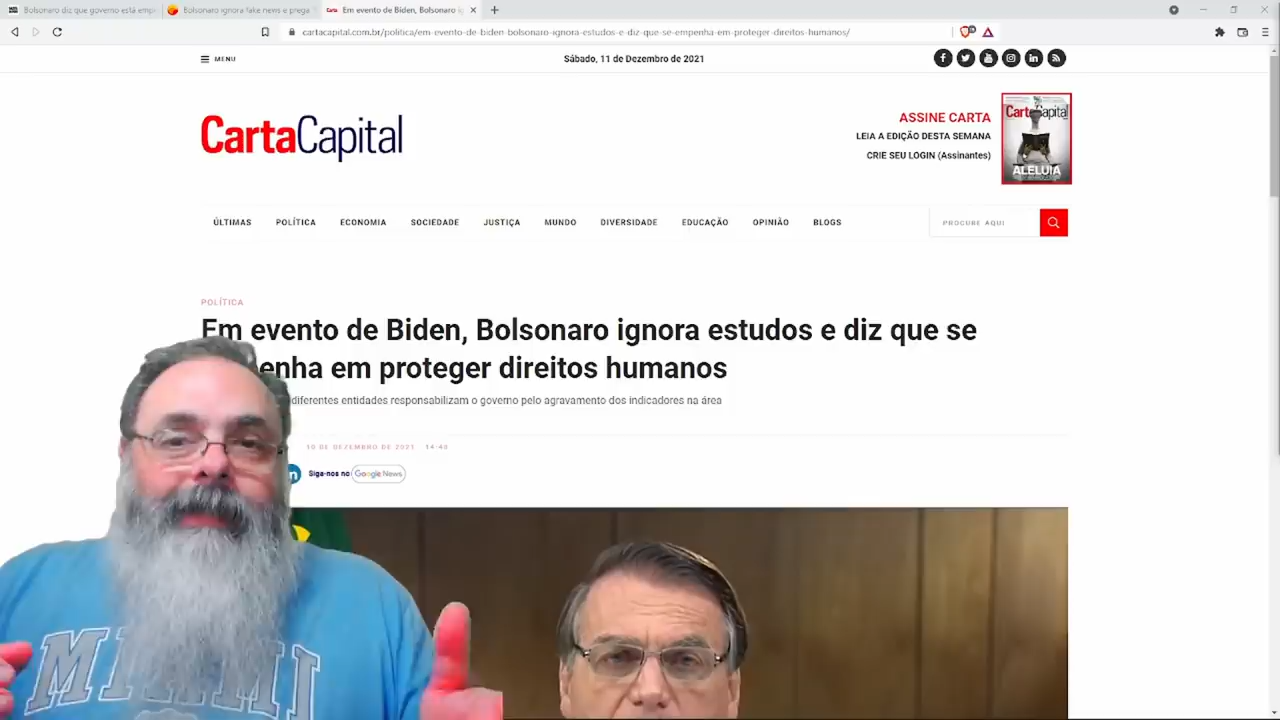 Bolsonaro diz que governo está emp
Bolsonaro ignora fake news e prega
Em evento de Biden, Bolsonaro ig
cartacapital.com.br/politica/em-evento-de-biden-bolsonaro-ignora-estudos-e-diz-que-se-empenha-em-proteger-direitos-humanos/
MENU
Sábado, 11 de Dezembro de 2021
CartaCapital
ASSINE CARTA
LEIA A EDIÇÃO DESTA SEMANA
CRIE SEU LOGIN (Assinantes)
CartaCapital
ALELUIA
ÚLTIMAS POLÍTICA ECONOMIA SOCIEDADE JUSTIÇA MUNDO DIVERSIDADE EDUCAÇÃO OPINIÃO BLOGS
PROCURE AQUI
POLÍTICA
Em evento de Biden, Bolsonaro ignora estudos e diz que se
enha em proteger direitos humanos
diferentes entidades responsabilizam o governo pelo agravamento dos indicadores na área
10 DE DEZEMBRO DE 2021 14:40
Siga-nos no Google News
MIAMI